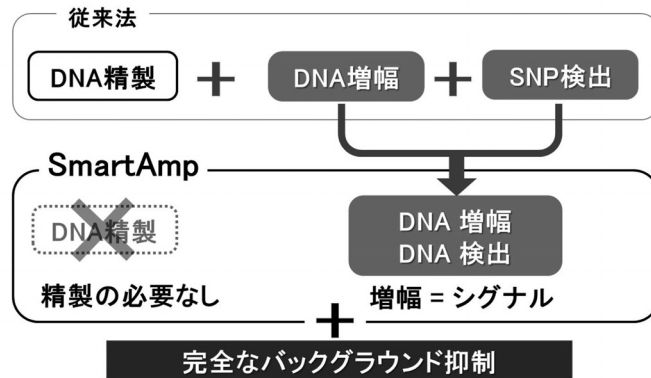 従来法
DNA精製 + DNA増幅 + SNP検出
SmartAmp
DNA精製
DNA 増幅
DNA 検出
精製の必要なし
増幅 = シグナル
+
完全なバックグラウンド抑制